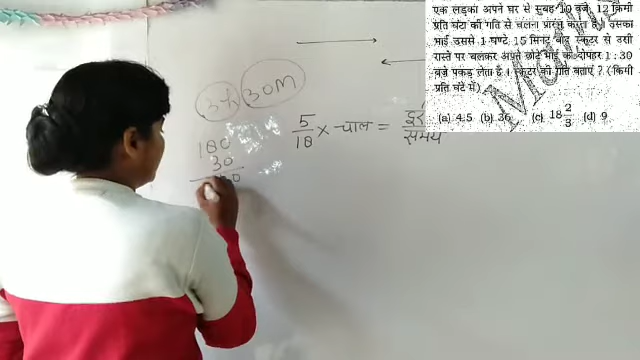 एक लड़का अपने घर से सुबह 10 बजे, 12 किमी
प्रति घंटा की गति से चलना प्रारंभ करता है। उसका
भाई उससे 1 घण्टे 15 मिनट बाद स्कूटर से उसी
रास्ते पर चलकर अपने छोटे भाई को दोपहर 1 : 30
बजे पकड़ लेता है। स्कूटर की गति बताएं ? (किमी
प्रति घंटे में)
(a) 4.5 (b) 36 (c) 18 2/3 (d) 9
30M
5/18 × चाल = दूरी/समय
180
30